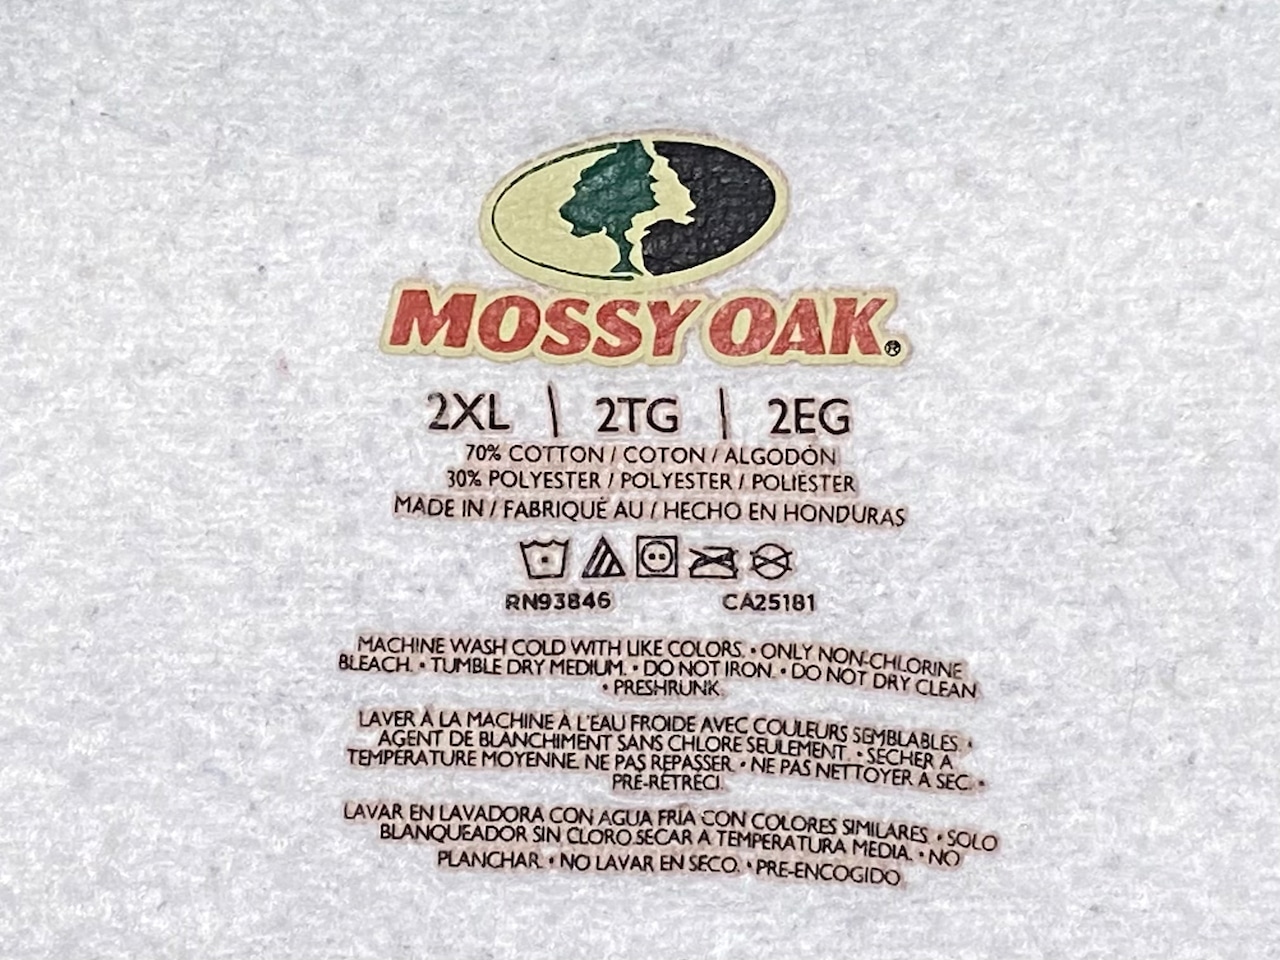 MOSSY OAK®
2XL | 2TG | 2EG
70% COTTON / COTON / ALGODÓN
30% POLYESTER / POLYESTER / POLIÉSTER
MADE IN / FABRIQUÉ AU / HECHO EN HONDURAS
RN93846 CA25181
MACHINE WASH COLD WITH LIKE COLORS. • ONLY NON-CHLORINE
BLEACH. • TUMBLE DRY MEDIUM. • DO NOT IRON. • DO NOT DRY CLEAN
• PRESHRUNK
LAVER À LA MACHINE À L'EAU FROIDE AVEC COULEURS SEMBLABLES •
AGENT DE BLANCHIMENT SANS CHLORE SEULEMENT. • SÉCHER À
TEMPÉRATURE MOYENNE. NE PAS REPASSER. • NE PAS NETTOYER À SEC. •
PRÉ-RÉTRÉCI.
LAVAR EN LAVADORA CON AGUA FRÍA CON COLORES SIMILARES. • SOLO
BLANQUEADOR SIN CLORO.SECAR A TEMPERATURA MEDIA. • NO
PLANCHAR. • NO LAVAR EN SECO. • PRE-ENCOGIDO